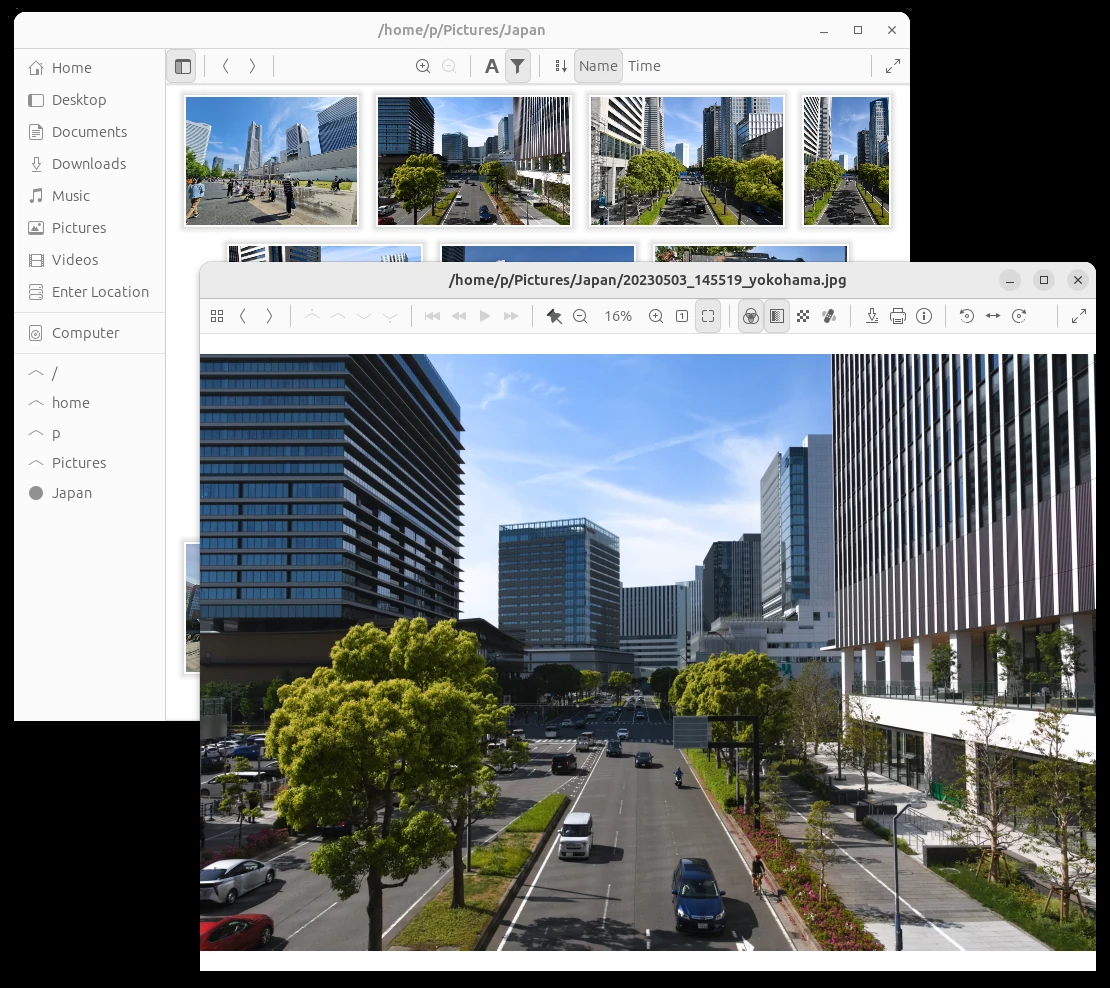 /home/p/Pictures/Japan
Home
Desktop
Documents
Downloads
Music
Pictures
Videos
Enter Location
Computer
/
home
p
Pictures
Japan
A
Name
Time
/home/p/Pictures/Japan/20230503_145519_yokohama.jpg
16%
1